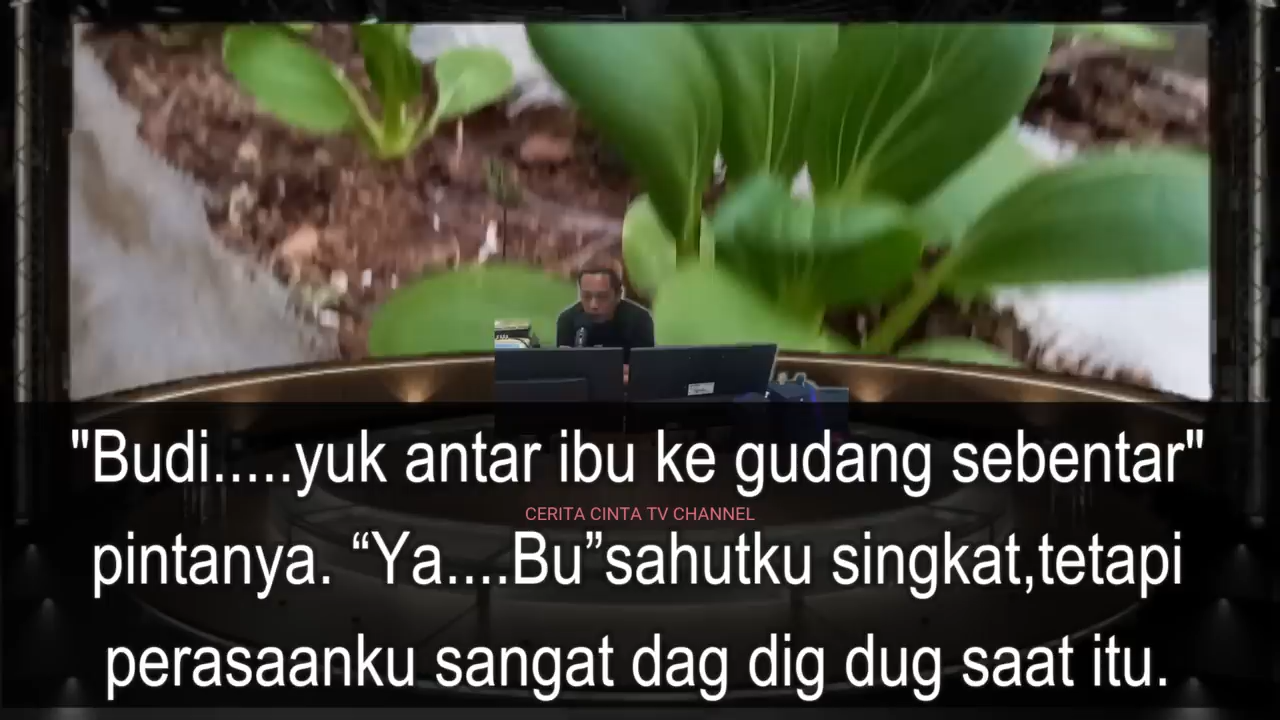 "Budi.....yuk antar ibu ke gudang sebentar"
CERITA CINTA TV CHANNEL
pintanya. “Ya....Bu”sahutku singkat,tetapi
perasaanku sangat dag dig dug saat itu.